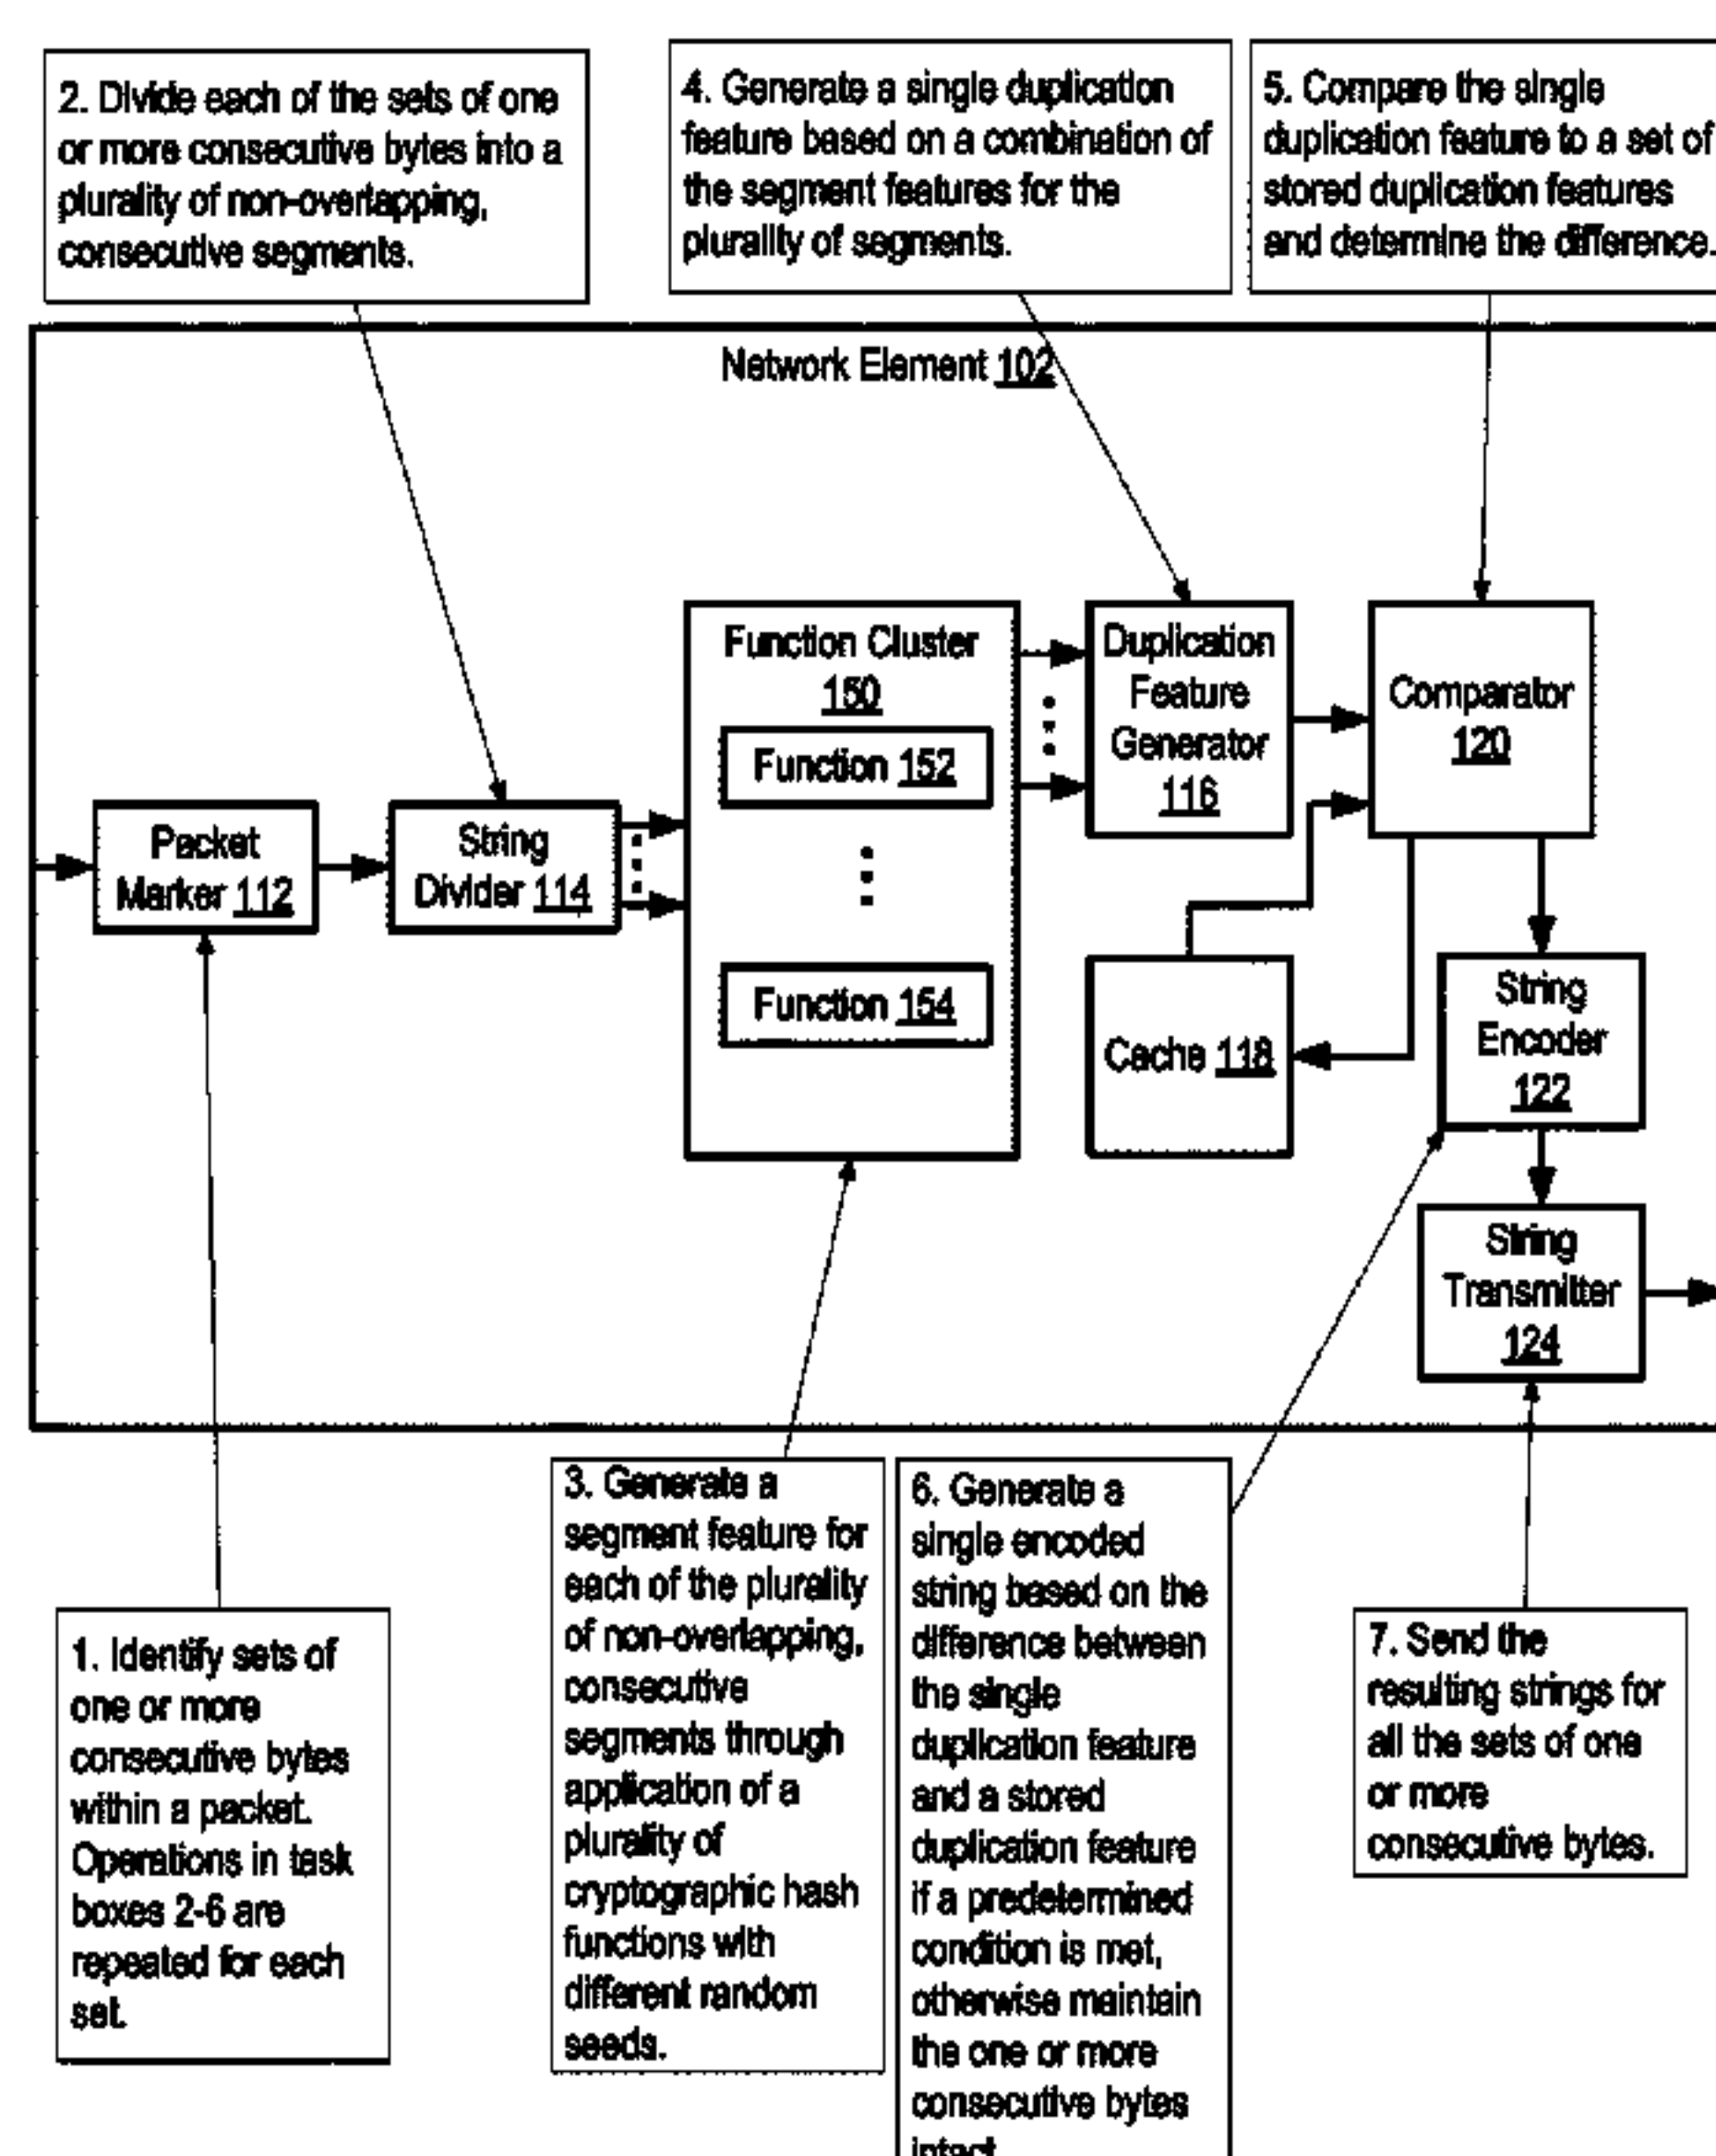 2. Divide each of the sets of one
or more consecutive bytes into a
plurality of non-overlapping,
consecutive segments.
4. Generate a single duplication
feature based on a combination of
the segment features for the
plurality of segments.
5. Compare the single
duplication feature to a set of
stored duplication features
and determine the difference.
Network Element 102
Function Cluster
150
Function 152
Function 154
Duplication
Feature
Generator
116
Comparator
120
Packet
Marker 112
String
Divider 114
Cache 118
String
Encoder
122
String
Transmitter
124
1. Identify sets of
one or more
consecutive bytes
within a packet.
Operations in task
boxes 2-6 are
repeated for each
set.
3. Generate a
segment feature for
each of the plurality
of non-overlapping,
consecutive
segments through
application of a
plurality of
cryptographic hash
functions with
different random
seeds.
6. Generate a
single encoded
string based on the
difference between
the single
duplication feature
and a stored
duplication feature
if a predetermined
condition is met,
otherwise maintain
the one or more
consecutive bytes
intact
7. Send the
resulting strings for
all the sets of one
or more
consecutive bytes.